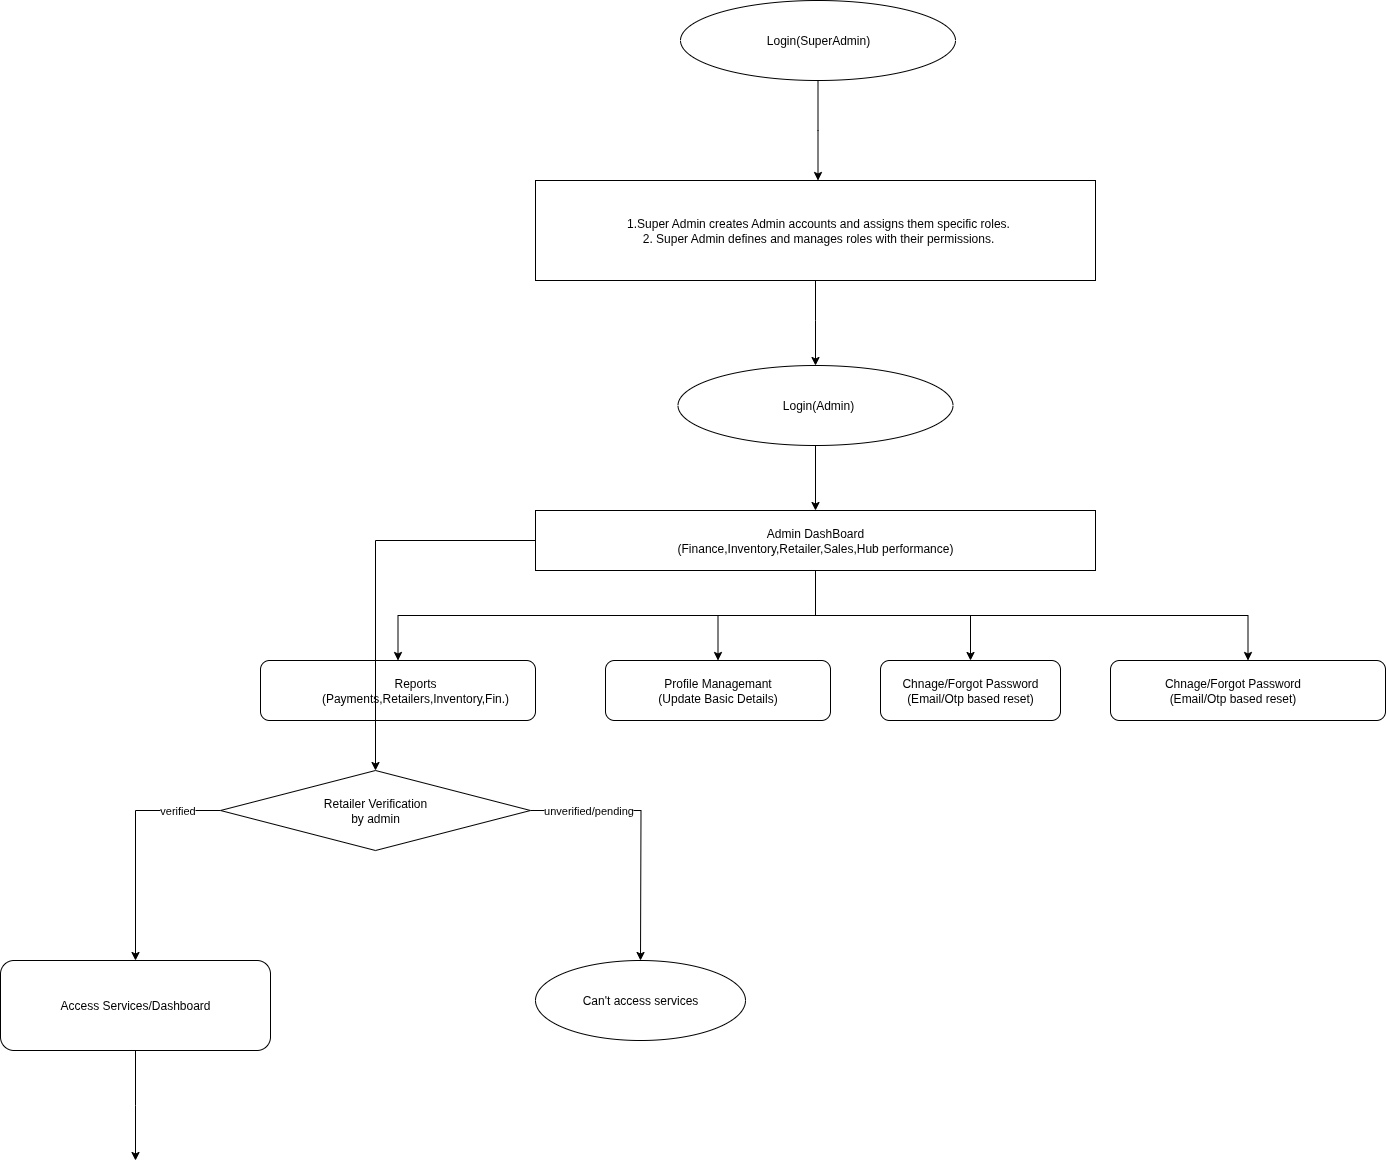 Login(SuperAdmin)
1.Super Admin creates Admin accounts and assigns them specific roles.
2. Super Admin defines and manages roles with their permissions.
Login(Admin)
Admin DashBoard
(Finance,Inventory,Retailer,Sales,Hub performance)
Reports
(Payments,Retailers,Inventory,Fin.)
Profile Managemant
(Update Basic Details)
Chnage/Forgot Password
(Email/Otp based reset)
Chnage/Forgot Password
(Email/Otp based reset)
Retailer Verification
by admin
verified
unverified/pending
Access Services/Dashboard
Can't access services